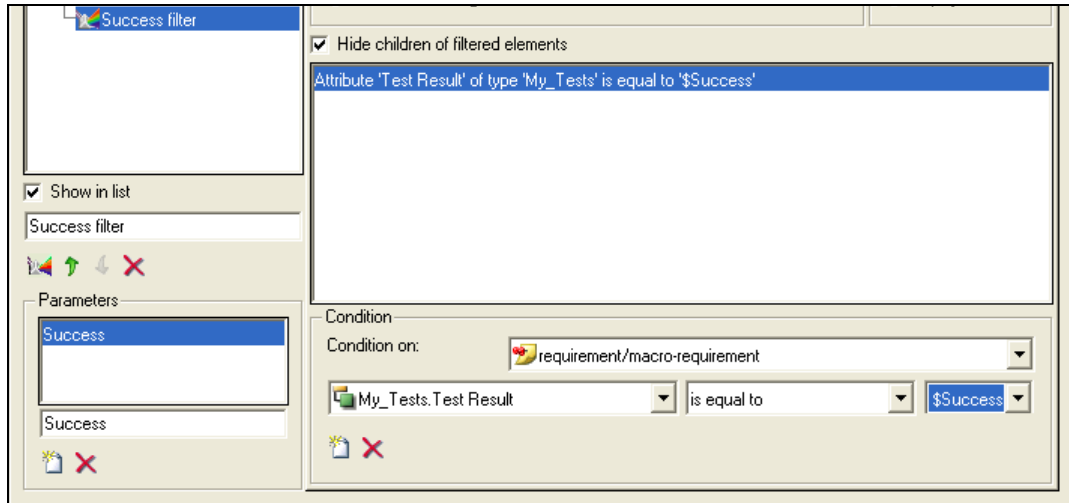 Success filter
Hide children of filtered elements
Attribute 'Test Result' of type 'My_Tests' is equal to '$Success'
Show in list
Success filter
Parameters
Success
Success
Condition
Condition on:
requirement/macro-requirement
My_Tests.Test Result
is equal to
$Success